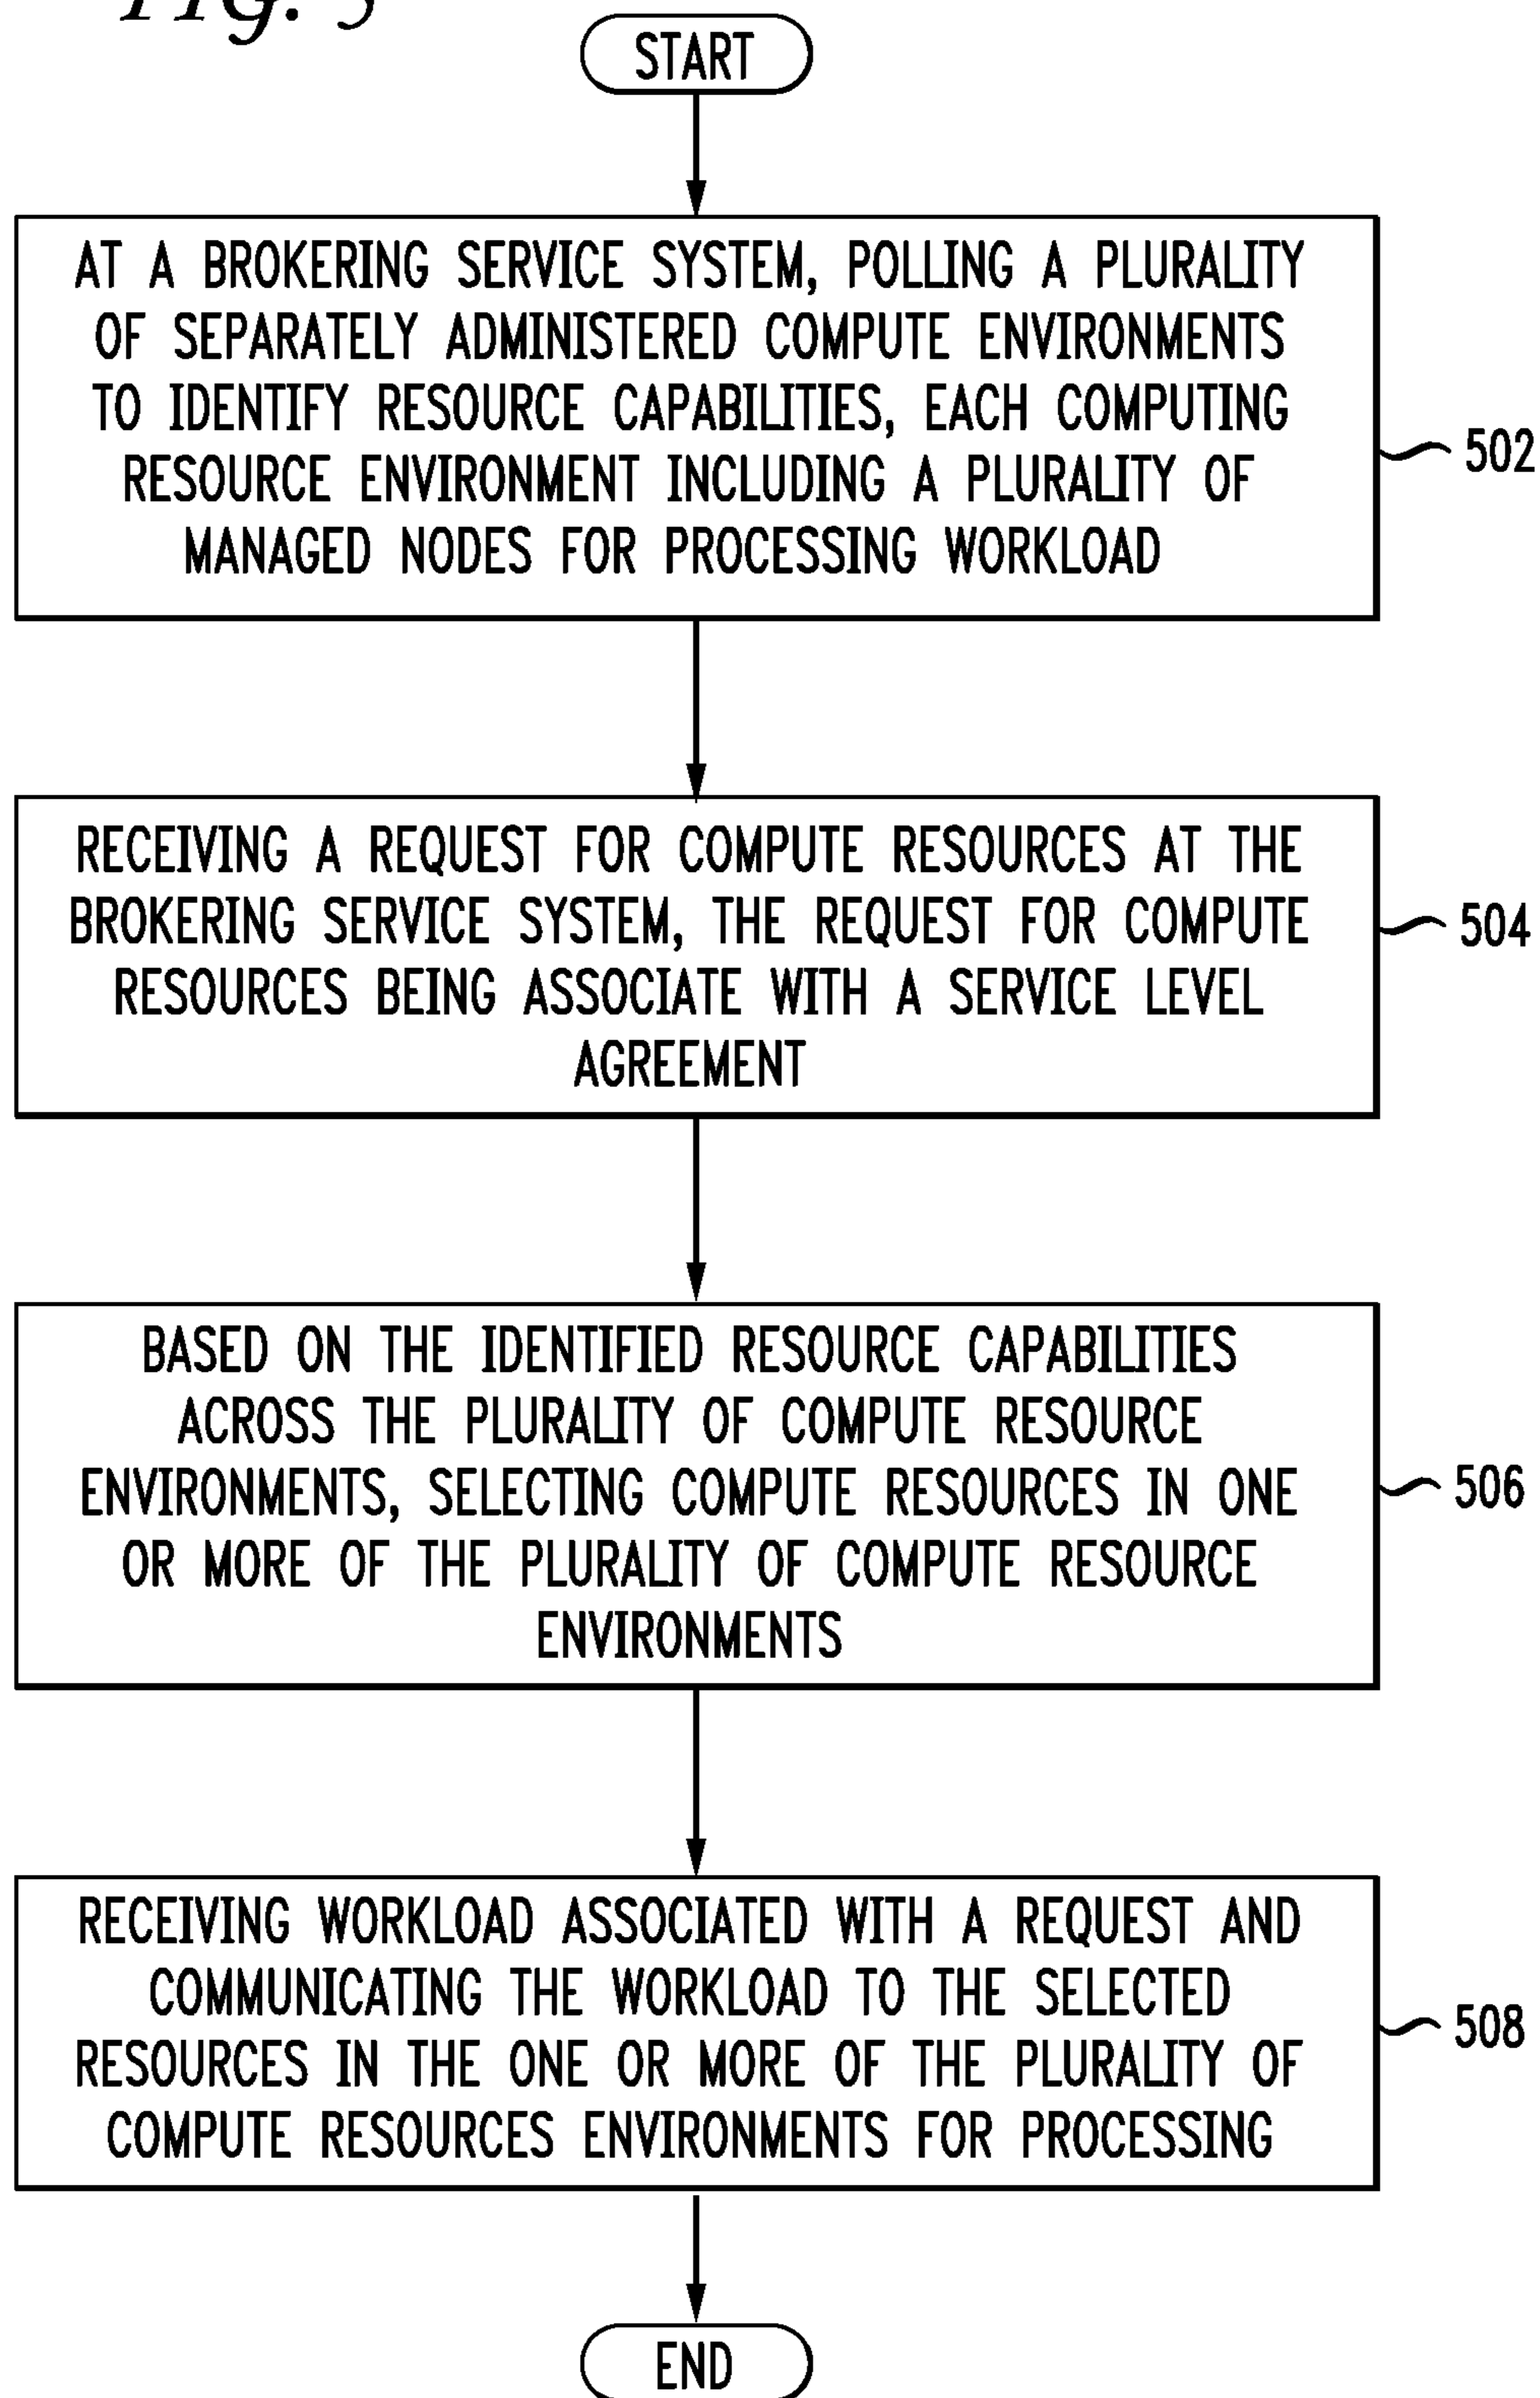 FIG. 5
START
AT A BROKERING SERVICE SYSTEM, POLLING A PLURALITY
OF SEPARATELY ADMINISTERED COMPUTE ENVIRONMENTS
TO IDENTIFY RESOURCE CAPABILITIES, EACH COMPUTING
RESOURCE ENVIRONMENT INCLUDING A PLURALITY OF
MANAGED NODES FOR PROCESSING WORKLOAD
502
RECEIVING A REQUEST FOR COMPUTE RESOURCES AT THE
BROKERING SERVICE SYSTEM, THE REQUEST FOR COMPUTE
RESOURCES BEING ASSOCIATE WITH A SERVICE LEVEL
AGREEMENT
504
BASED ON THE IDENTIFIED RESOURCE CAPABILITIES
ACROSS THE PLURALITY OF COMPUTE RESOURCE
ENVIRONMENTS, SELECTING COMPUTE RESOURCES IN ONE
OR MORE OF THE PLURALITY OF COMPUTE RESOURCE
ENVIRONMENTS
506
RECEIVING WORKLOAD ASSOCIATED WITH A REQUEST AND
COMMUNICATING THE WORKLOAD TO THE SELECTED
RESOURCES IN THE ONE OR MORE OF THE PLURALITY OF
COMPUTE RESOURCES ENVIRONMENTS FOR PROCESSING
508
END